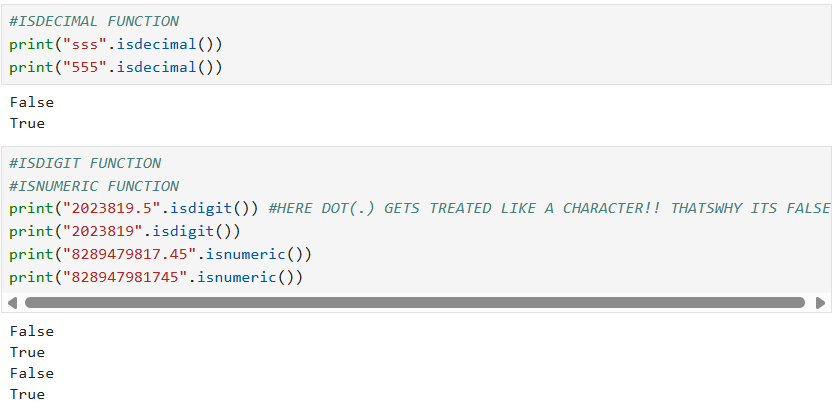 #ISDECIMAL FUNCTION
print("sss".isdecimal())
print("555".isdecimal())
False
True
#ISDIGIT FUNCTION
#ISNUMERIC FUNCTION
print("2023819.5".isdigit()) #HERE DOT(.) GETS TREATED LIKE A CHARACTER!! THATSWHY ITS FALSE
print("2023819".isdigit())
print("8289479817.45".isnumeric())
print("828947981745".isnumeric())
False
True
False
True